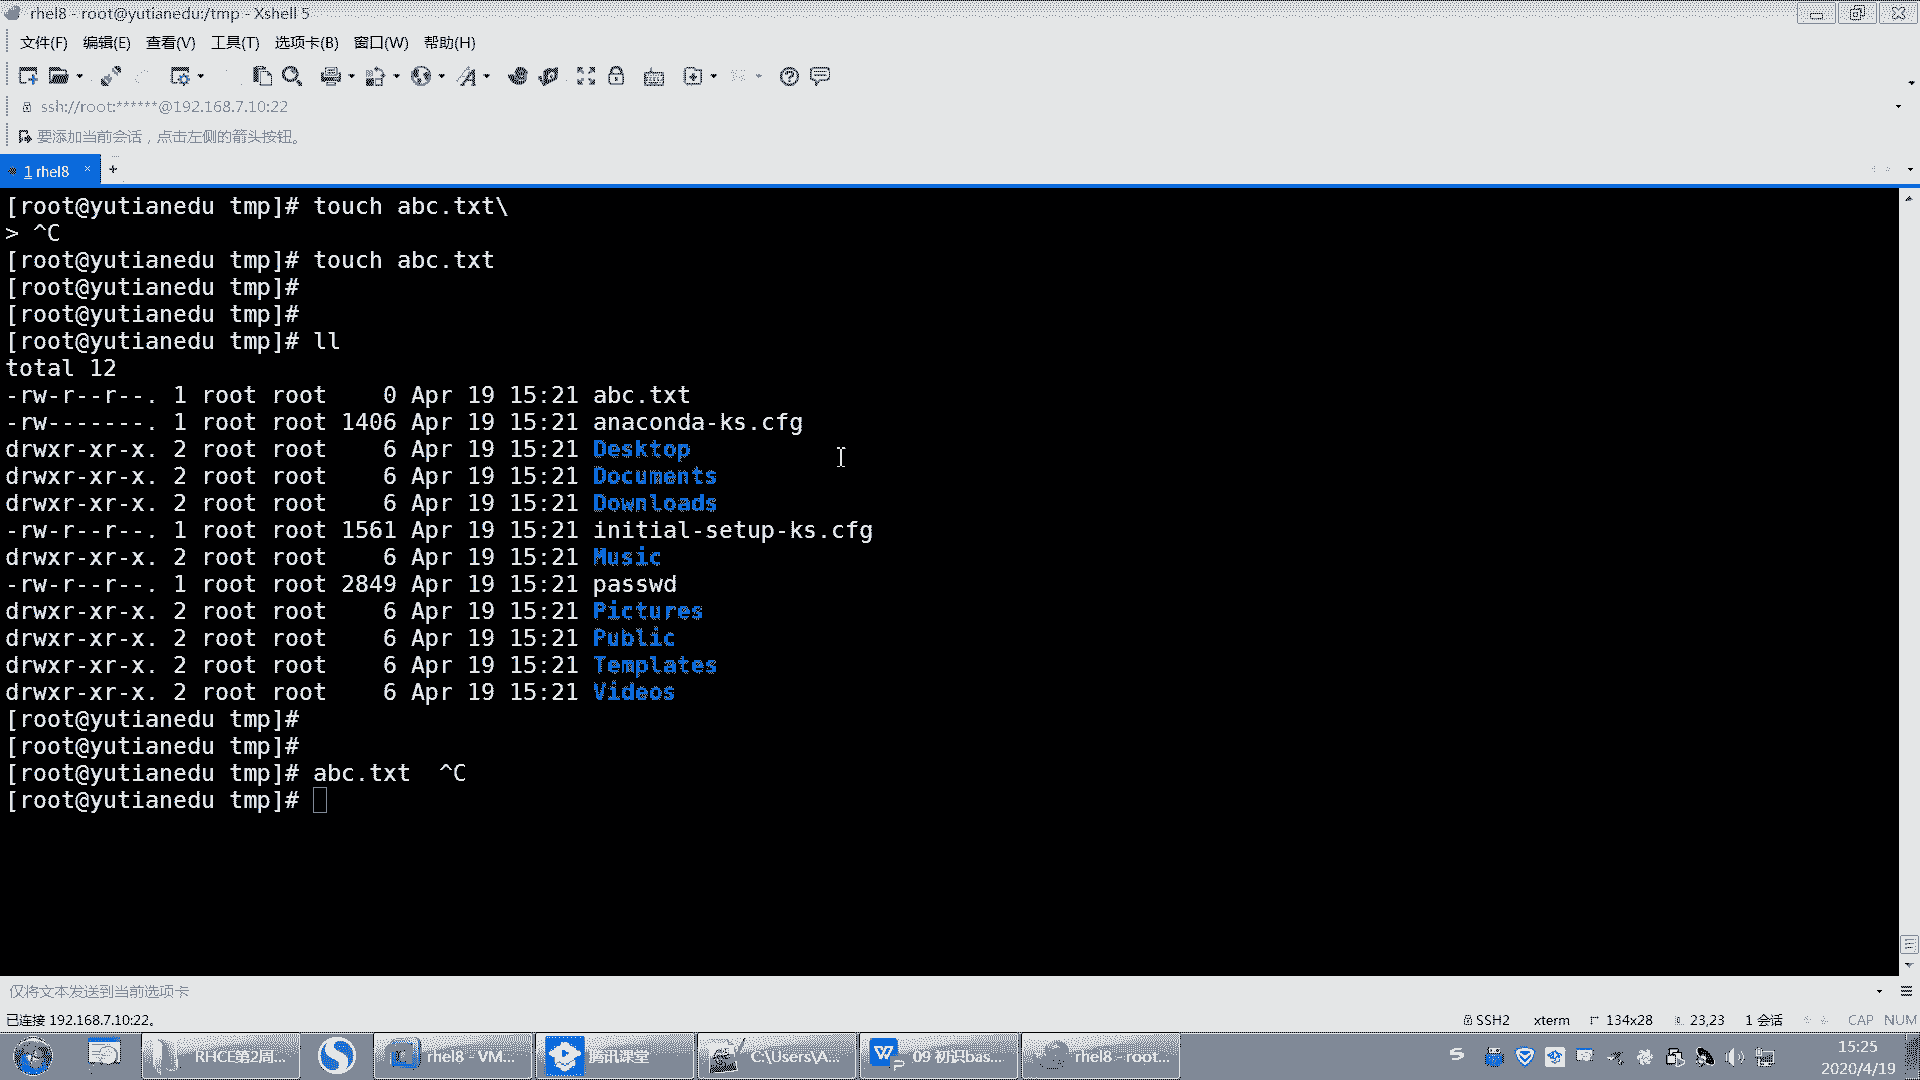 rhel8 - root@yutianedu:/tmp - Xshell 5
文件(F) 编辑(E) 查看(V) 工具(T) 选项卡(B) 窗口(W) 帮助(H)
ssh://root:******@192.168.7.10:22
要添加当前会话，点击左侧的箭头按钮。
1 rhel8 × +
[root@yutianedu tmp]# touch abc.txt\
> ^C
[root@yutianedu tmp]# touch abc.txt
[root@yutianedu tmp]#
[root@yutianedu tmp]#
[root@yutianedu tmp]# ll
total 12
-rw-r--r--. 1 root root    0 Apr 19 15:21 abc.txt
-rw-------. 1 root root 1406 Apr 19 15:21 anaconda-ks.cfg
drwxr-xr-x. 2 root root    6 Apr 19 15:21 Desktop
drwxr-xr-x. 2 root root    6 Apr 19 15:21 Documents
drwxr-xr-x. 2 root root    6 Apr 19 15:21 Downloads
-rw-r--r--. 1 root root 1561 Apr 19 15:21 initial-setup-ks.cfg
drwxr-xr-x. 2 root root    6 Apr 19 15:21 Music
-rw-r--r--. 1 root root 2849 Apr 19 15:21 passwd
drwxr-xr-x. 2 root root    6 Apr 19 15:21 Pictures
drwxr-xr-x. 2 root root    6 Apr 19 15:21 Public
drwxr-xr-x. 2 root root    6 Apr 19 15:21 Templates
drwxr-xr-x. 2 root root    6 Apr 19 15:21 Videos
[root@yutianedu tmp]#
[root@yutianedu tmp]#
[root@yutianedu tmp]# abc.txt  ^C
[root@yutianedu tmp]#
仅将文本发送到当前选项卡
已连接 192.168.7.10:22。 SSH2 xterm 134x28 23,23 1 会话 CAP NUM
RHCE第2周... rhel8 - VM... 腾讯课堂 C:\Users\A... 09 初识bas... rhel8 - root... 15:25
2020/4/19